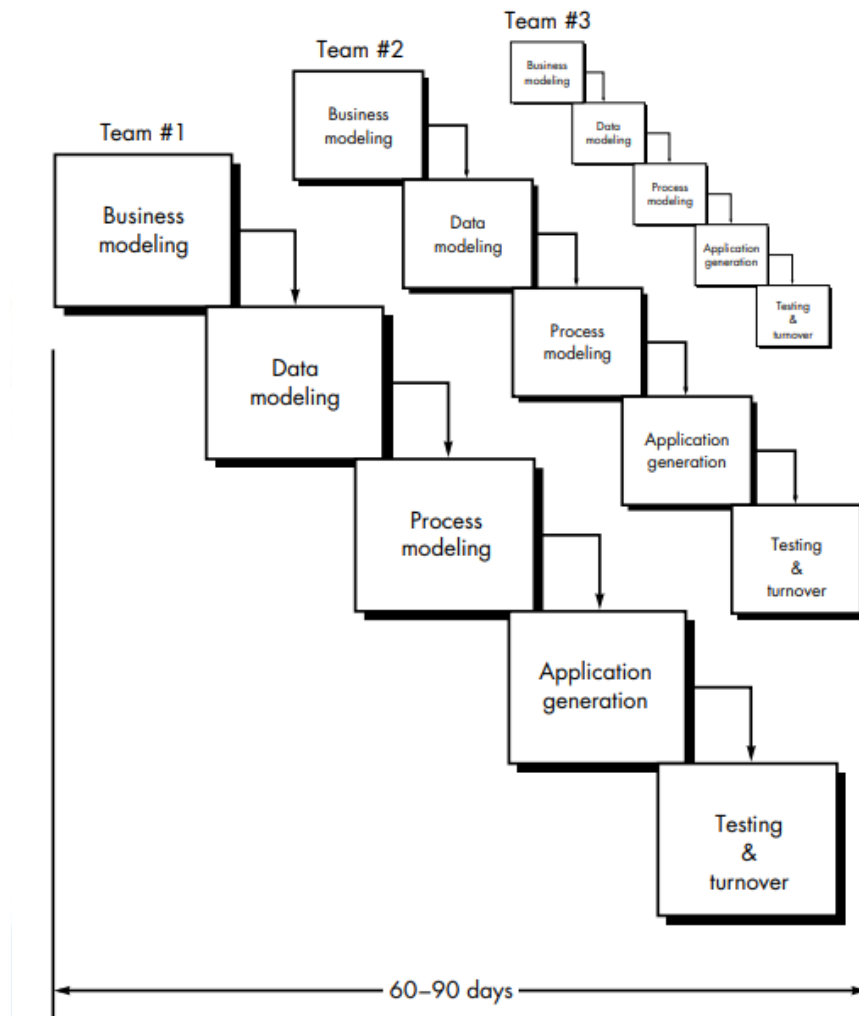 Team #1
Business
modeling
Data
modeling
Process
modeling
Application
generation
Testing
&
turnover
Team #2
Business
modeling
Data
modeling
Process
modeling
Application
generation
Testing
&
turnover
Team #3
Business
modeling
Data
modeling
Process
modeling
Application
generation
Testing
&
turnover
60–90 days